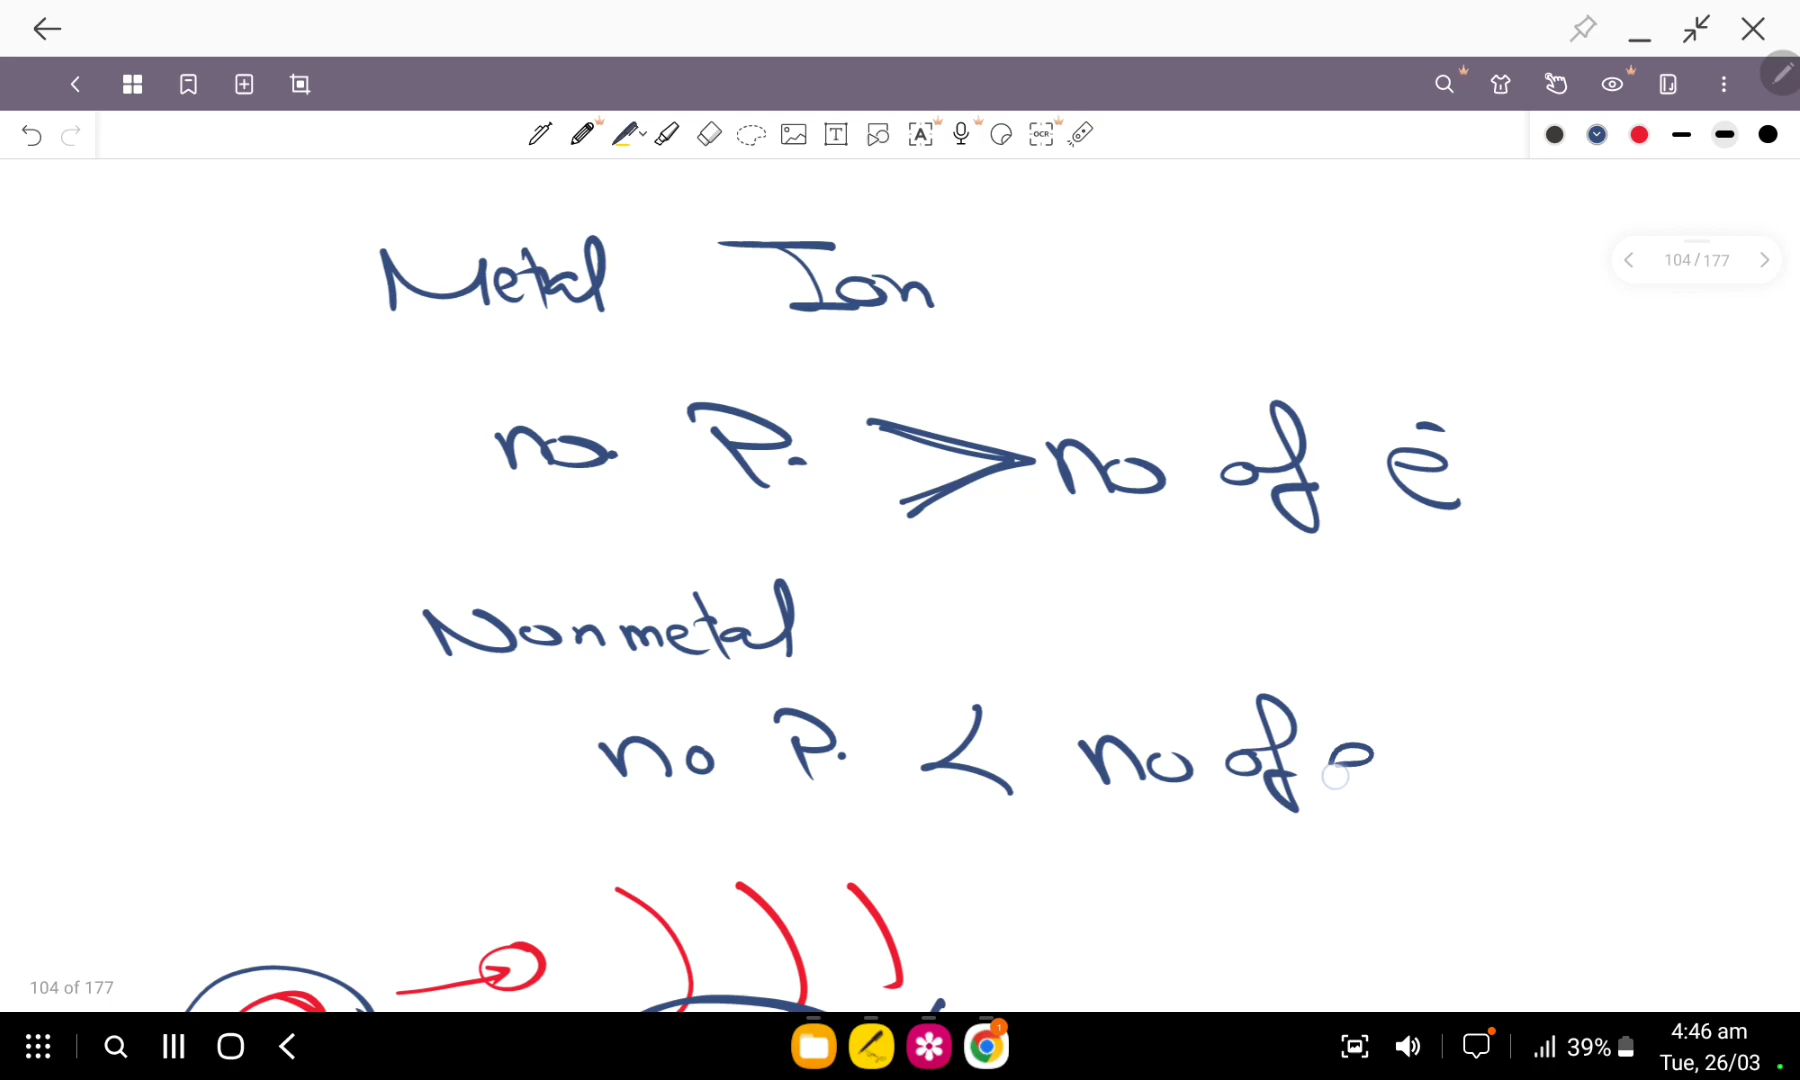 Metal Ion
104/177
no. P. > no of ē
Nonmetal
no P. < no of e
104 of 177
1
39%
4:46 am
Tue, 26/03